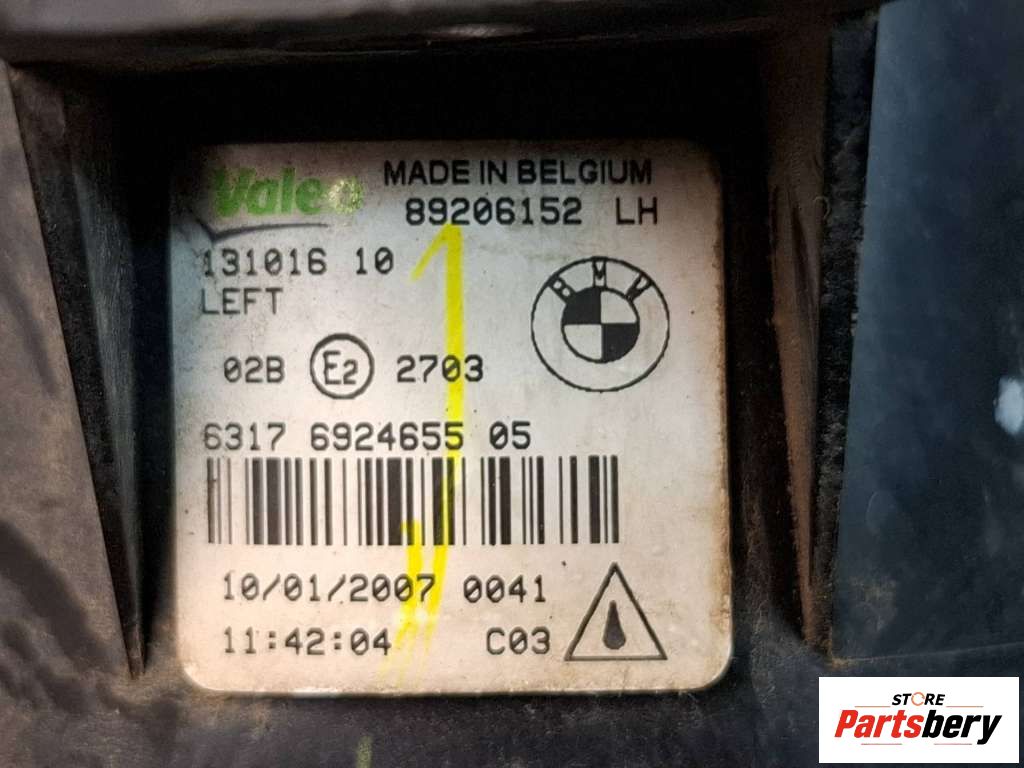 Valeo MADE IN BELGIUM
89206152 LH
131016 10
LEFT
BMW
02B E2 2703
6317 6924655 05
10/01/2007 0041
11:42:04 C03
STORE
Partsbery